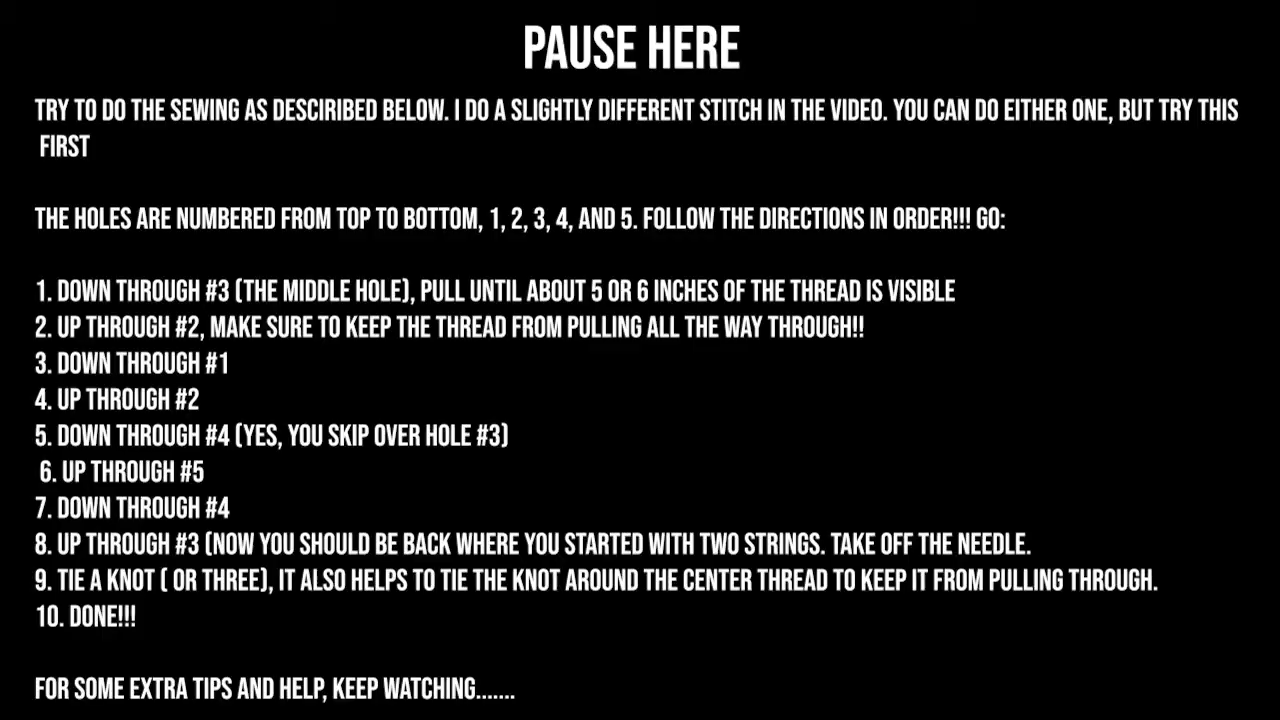 PAUSE HERE
TRY TO DO THE SEWING AS DESCIRIBED BELOW. I DO A SLIGHTLY DIFFERENT STITCH IN THE VIDEO. YOU CAN DO EITHER ONE, BUT TRY THIS
FIRST
THE HOLES ARE NUMBERED FROM TOP TO BOTTOM, 1, 2, 3, 4, AND 5. FOLLOW THE DIRECTIONS IN ORDER!!! GO:
1. DOWN THROUGH #3 (THE MIDDLE HOLE), PULL UNTIL ABOUT 5 OR 6 INCHES OF THE THREAD IS VISIBLE
2. UP THROUGH #2, MAKE SURE TO KEEP THE THREAD FROM PULLING ALL THE WAY THROUGH!!
3. DOWN THROUGH #1
4. UP THROUGH #2
5. DOWN THROUGH #4 (YES, YOU SKIP OVER HOLE #3)
6. UP THROUGH #5
7. DOWN THROUGH #4
8. UP THROUGH #3 (NOW YOU SHOULD BE BACK WHERE YOU STARTED WITH TWO STRINGS. TAKE OFF THE NEEDLE.
9. TIE A KNOT ( OR THREE), IT ALSO HELPS TO TIE THE KNOT AROUND THE CENTER THREAD TO KEEP IT FROM PULLING THROUGH.
10. DONE!!!
FOR SOME EXTRA TIPS AND HELP, KEEP WATCHING.......